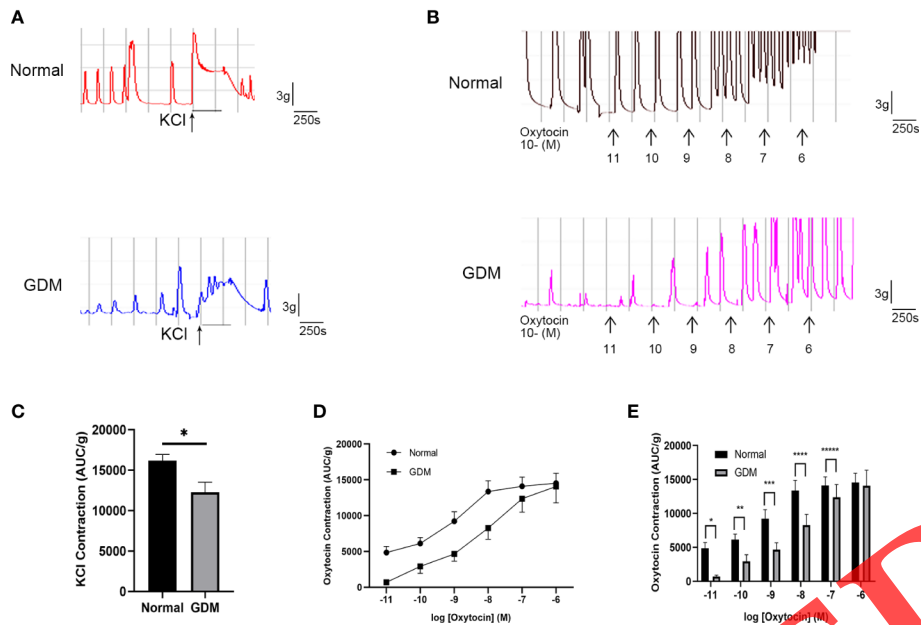 A
Normal
KCl
3g
250s
GDM
KCl
3g
250s
B
Normal
3g
250s
Oxytocin
10- (M)
11 10 9 8 7 6
GDM
3g
250s
Oxytocin
10- (M)
11 10 9 8 7 6
C
KCl Contraction (AUC/g)
20000
15000
10000
5000
0
*
Normal GDM
D
Oxytocin Contraction (AUC/g)
20000
15000
10000
5000
0
Normal
GDM
-11 -10 -9 -8 -7 -6
log [Oxytocin] (M)
E
Oxytocin Contraction (AUC/g)
20000
15000
10000
5000
0
Normal
GDM
* ** *** **** *****
-11 -10 -9 -8 -7 -6
log [Oxytocin] (M)